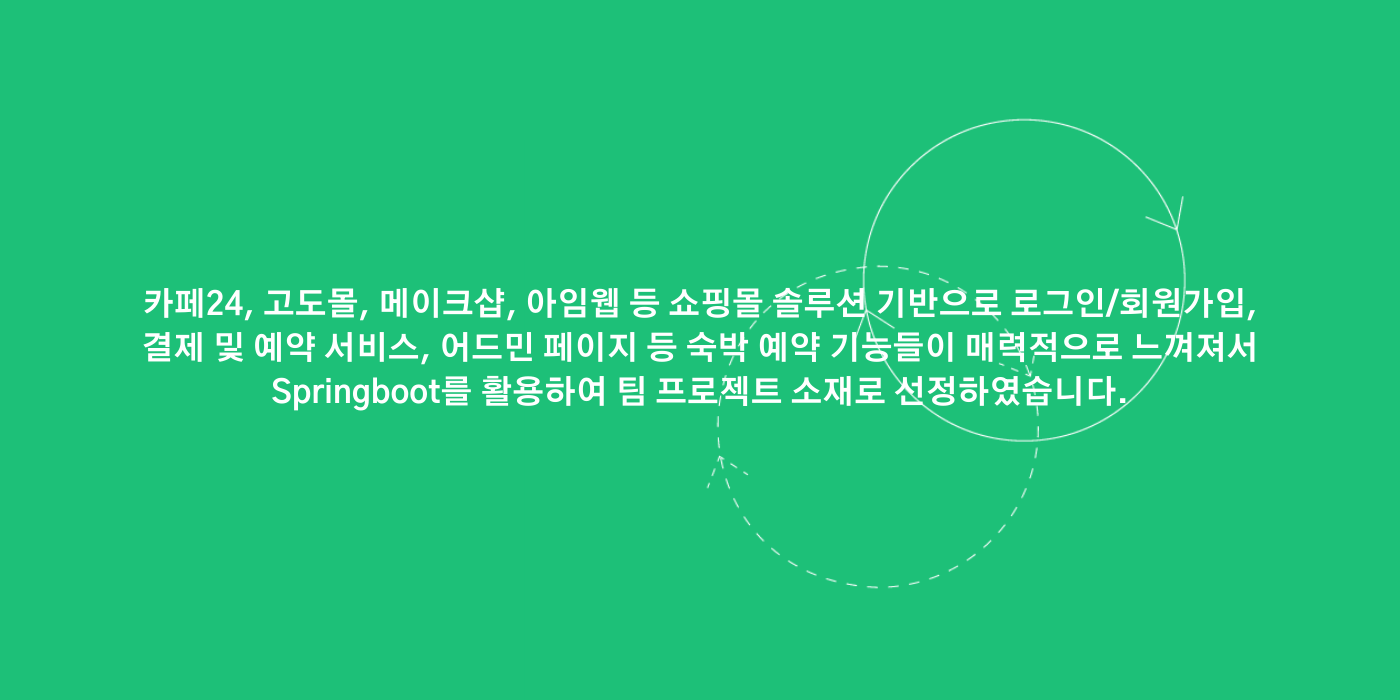 카페24, 고도몰, 메이크샵, 아임웹 등 쇼핑몰 솔루션 기반으로 로그인/회원가입,
결제 및 예약 서비스, 어드민 페이지 등 숙박 예약 기능들이 매력적으로 느껴져서
Springboot를 활용하여 팀 프로젝트 소재로 선정하였습니다.